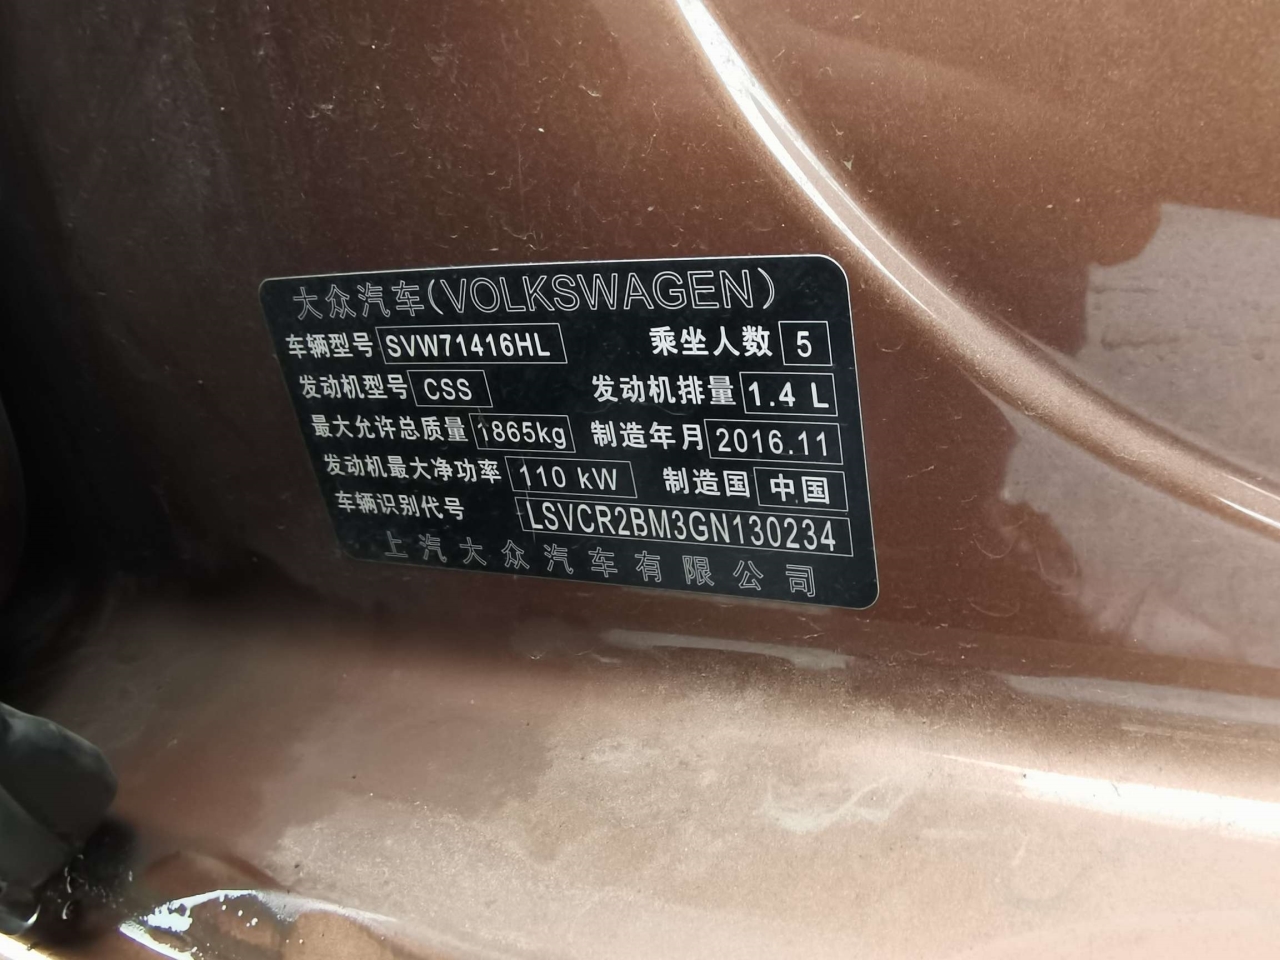 大众汽车(VOLKSWAGEN)
车辆型号 SVW71416HL 乘坐人数 5
发动机型号 CSS 发动机排量 1.4 L
最大允许总质量 1865kg 制造年月 2016.11
发动机最大净功率 110 kW 制造国 中国
车辆识别代号 LSVCR2BM3GN130234
上汽大众汽车有限公司